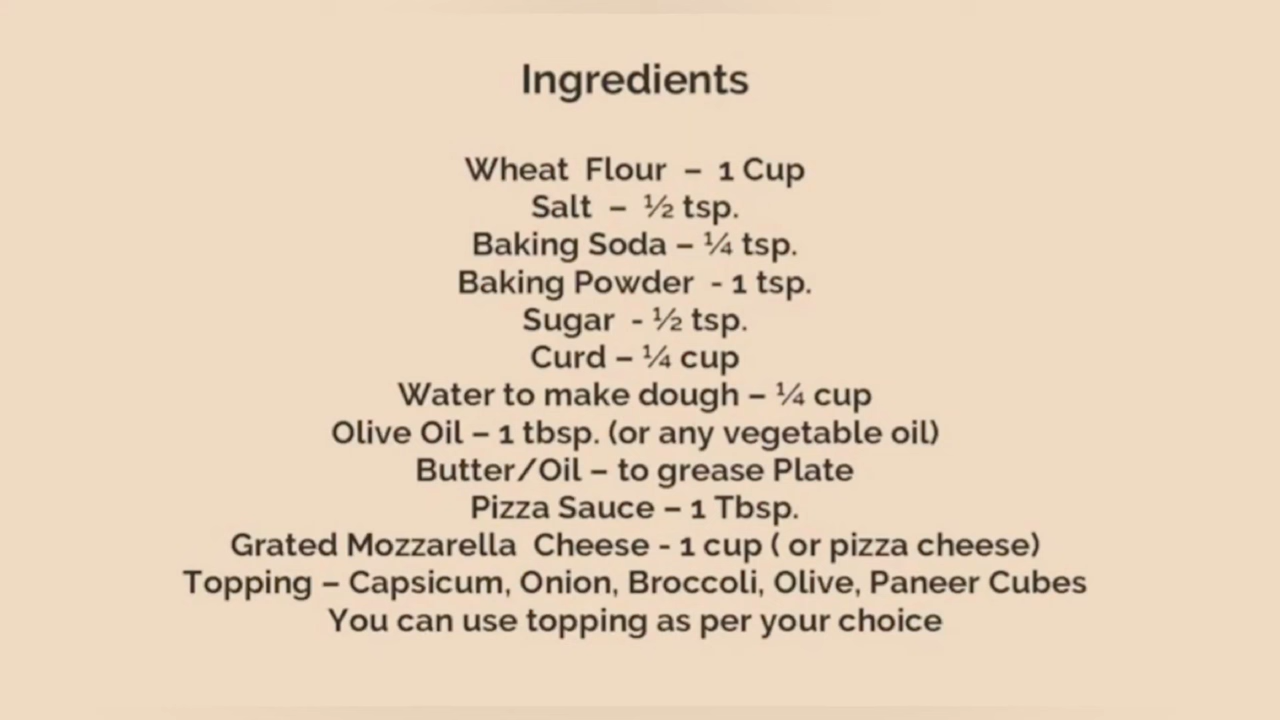 Ingredients
Wheat Flour – 1 Cup
Salt – ½ tsp.
Baking Soda – ¼ tsp.
Baking Powder - 1 tsp.
Sugar - ½ tsp.
Curd – ¼ cup
Water to make dough – ¼ cup
Olive Oil – 1 tbsp. (or any vegetable oil)
Butter/Oil – to grease Plate
Pizza Sauce – 1 Tbsp.
Grated Mozzarella Cheese - 1 cup ( or pizza cheese)
Topping – Capsicum, Onion, Broccoli, Olive, Paneer Cubes
You can use topping as per your choice